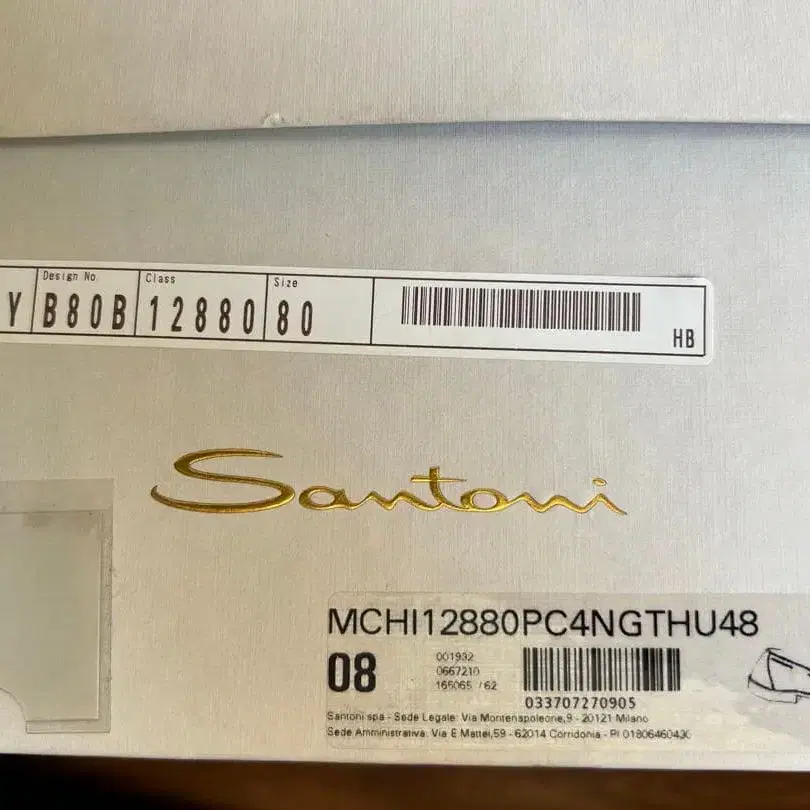 Design No. Class Size
Y B80B 12880 80
HB
Santoni
MCHI12880PC4NGTHU48
08
001932
0667210
165065 /62
033707270905
Santoni spa - Sede Legale: Via Montenapoleone,9 - 20121 Milano
Sede Amministrativa: Via E Mattei,59 - 62014 Corridonia - PI